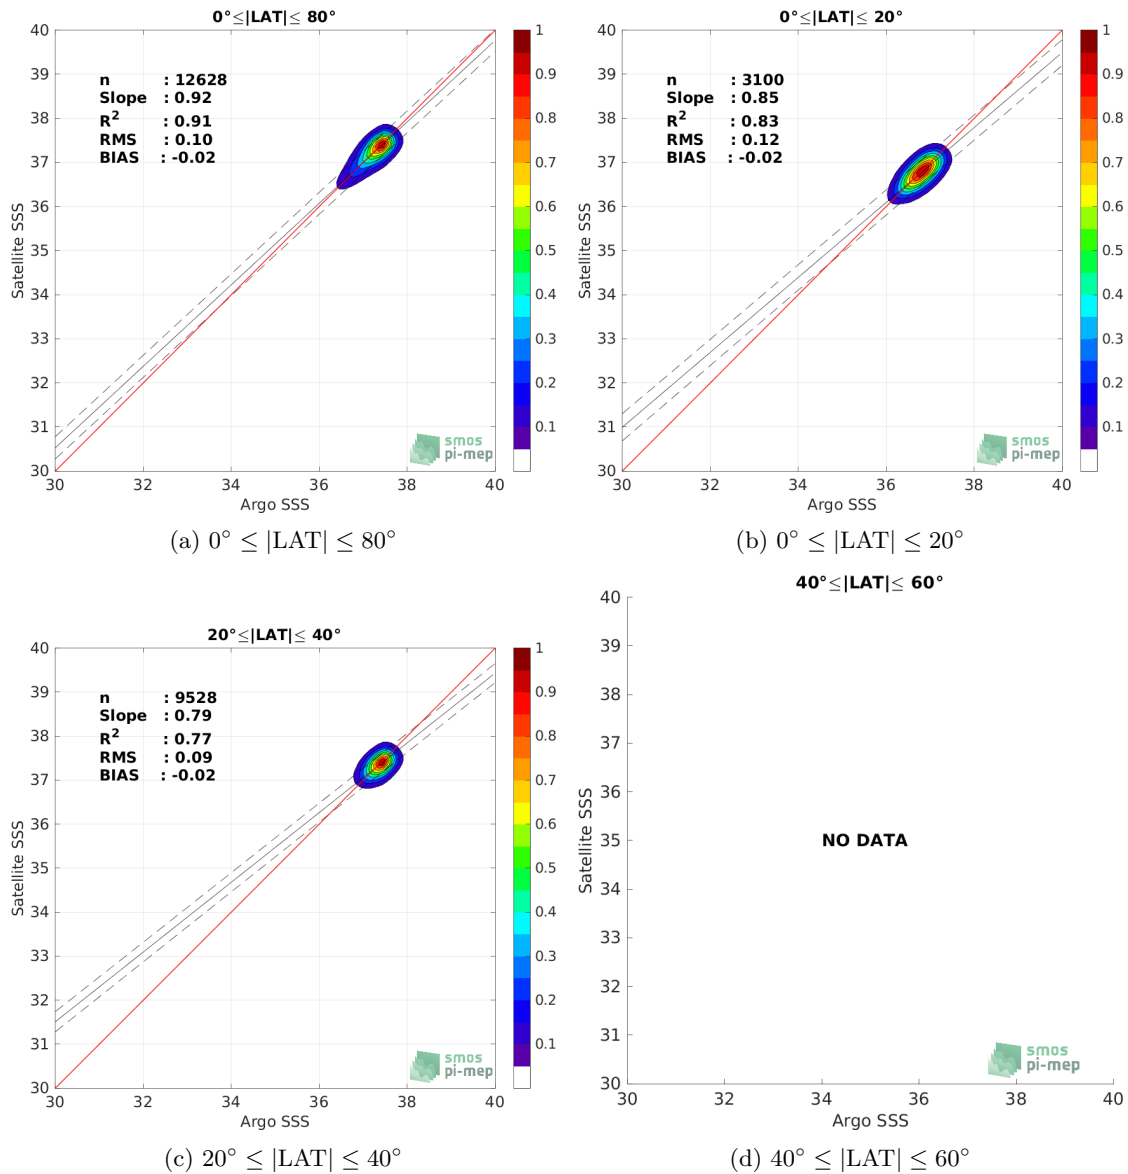 0°≤|LAT|≤ 80°
40
39
38
37
36
35
34
33
32
31
30
Satellite SSS
n : 12628
Slope : 0.92
R² : 0.91
RMS : 0.10
BIAS : -0.02
smos
pi-mep
30 32 34 36 38 40
Argo SSS
1
0.9
0.8
0.7
0.6
0.5
0.4
0.3
0.2
0.1
(a) 0° ≤ |LAT| ≤ 80°
0°≤|LAT|≤ 20°
40
39
38
37
36
35
34
33
32
31
30
Satellite SSS
n : 3100
Slope : 0.85
R² : 0.83
RMS : 0.12
BIAS : -0.02
smos
pi-mep
30 32 34 36 38 40
Argo SSS
1
0.9
0.8
0.7
0.6
0.5
0.4
0.3
0.2
0.1
(b) 0° ≤ |LAT| ≤ 20°
20°≤|LAT|≤ 40°
40
39
38
37
36
35
34
33
32
31
30
Satellite SSS
n : 9528
Slope : 0.79
R² : 0.77
RMS : 0.09
BIAS : -0.02
smos
pi-mep
30 32 34 36 38 40
Argo SSS
1
0.9
0.8
0.7
0.6
0.5
0.4
0.3
0.2
0.1
(c) 20° ≤ |LAT| ≤ 40°
40°≤|LAT|≤ 60°
40
39
38
37
36
35
34
33
32
31
30
Satellite SSS
NO DATA
smos
pi-mep
30 32 34 36 38 40
Argo SSS
(d) 40° ≤ |LAT| ≤ 60°